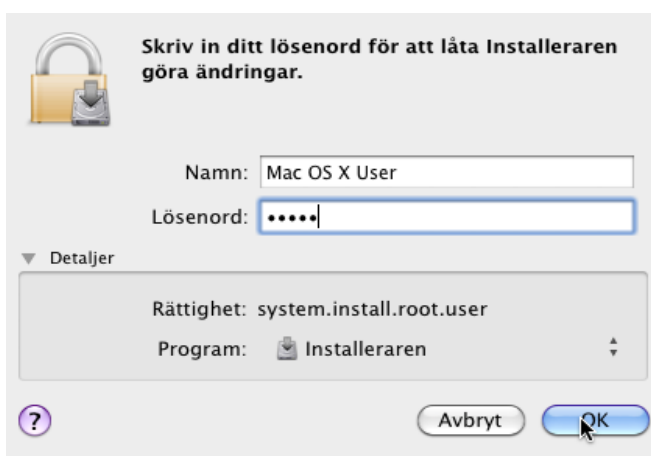 Skriv in ditt lösenord för att låta Installeraren
göra ändringar.
Namn: Mac OS X User
Lösenord: •••••
Detaljer
Rättighet: system.install.root.user
Program: Installeraren
? Avbryt OK